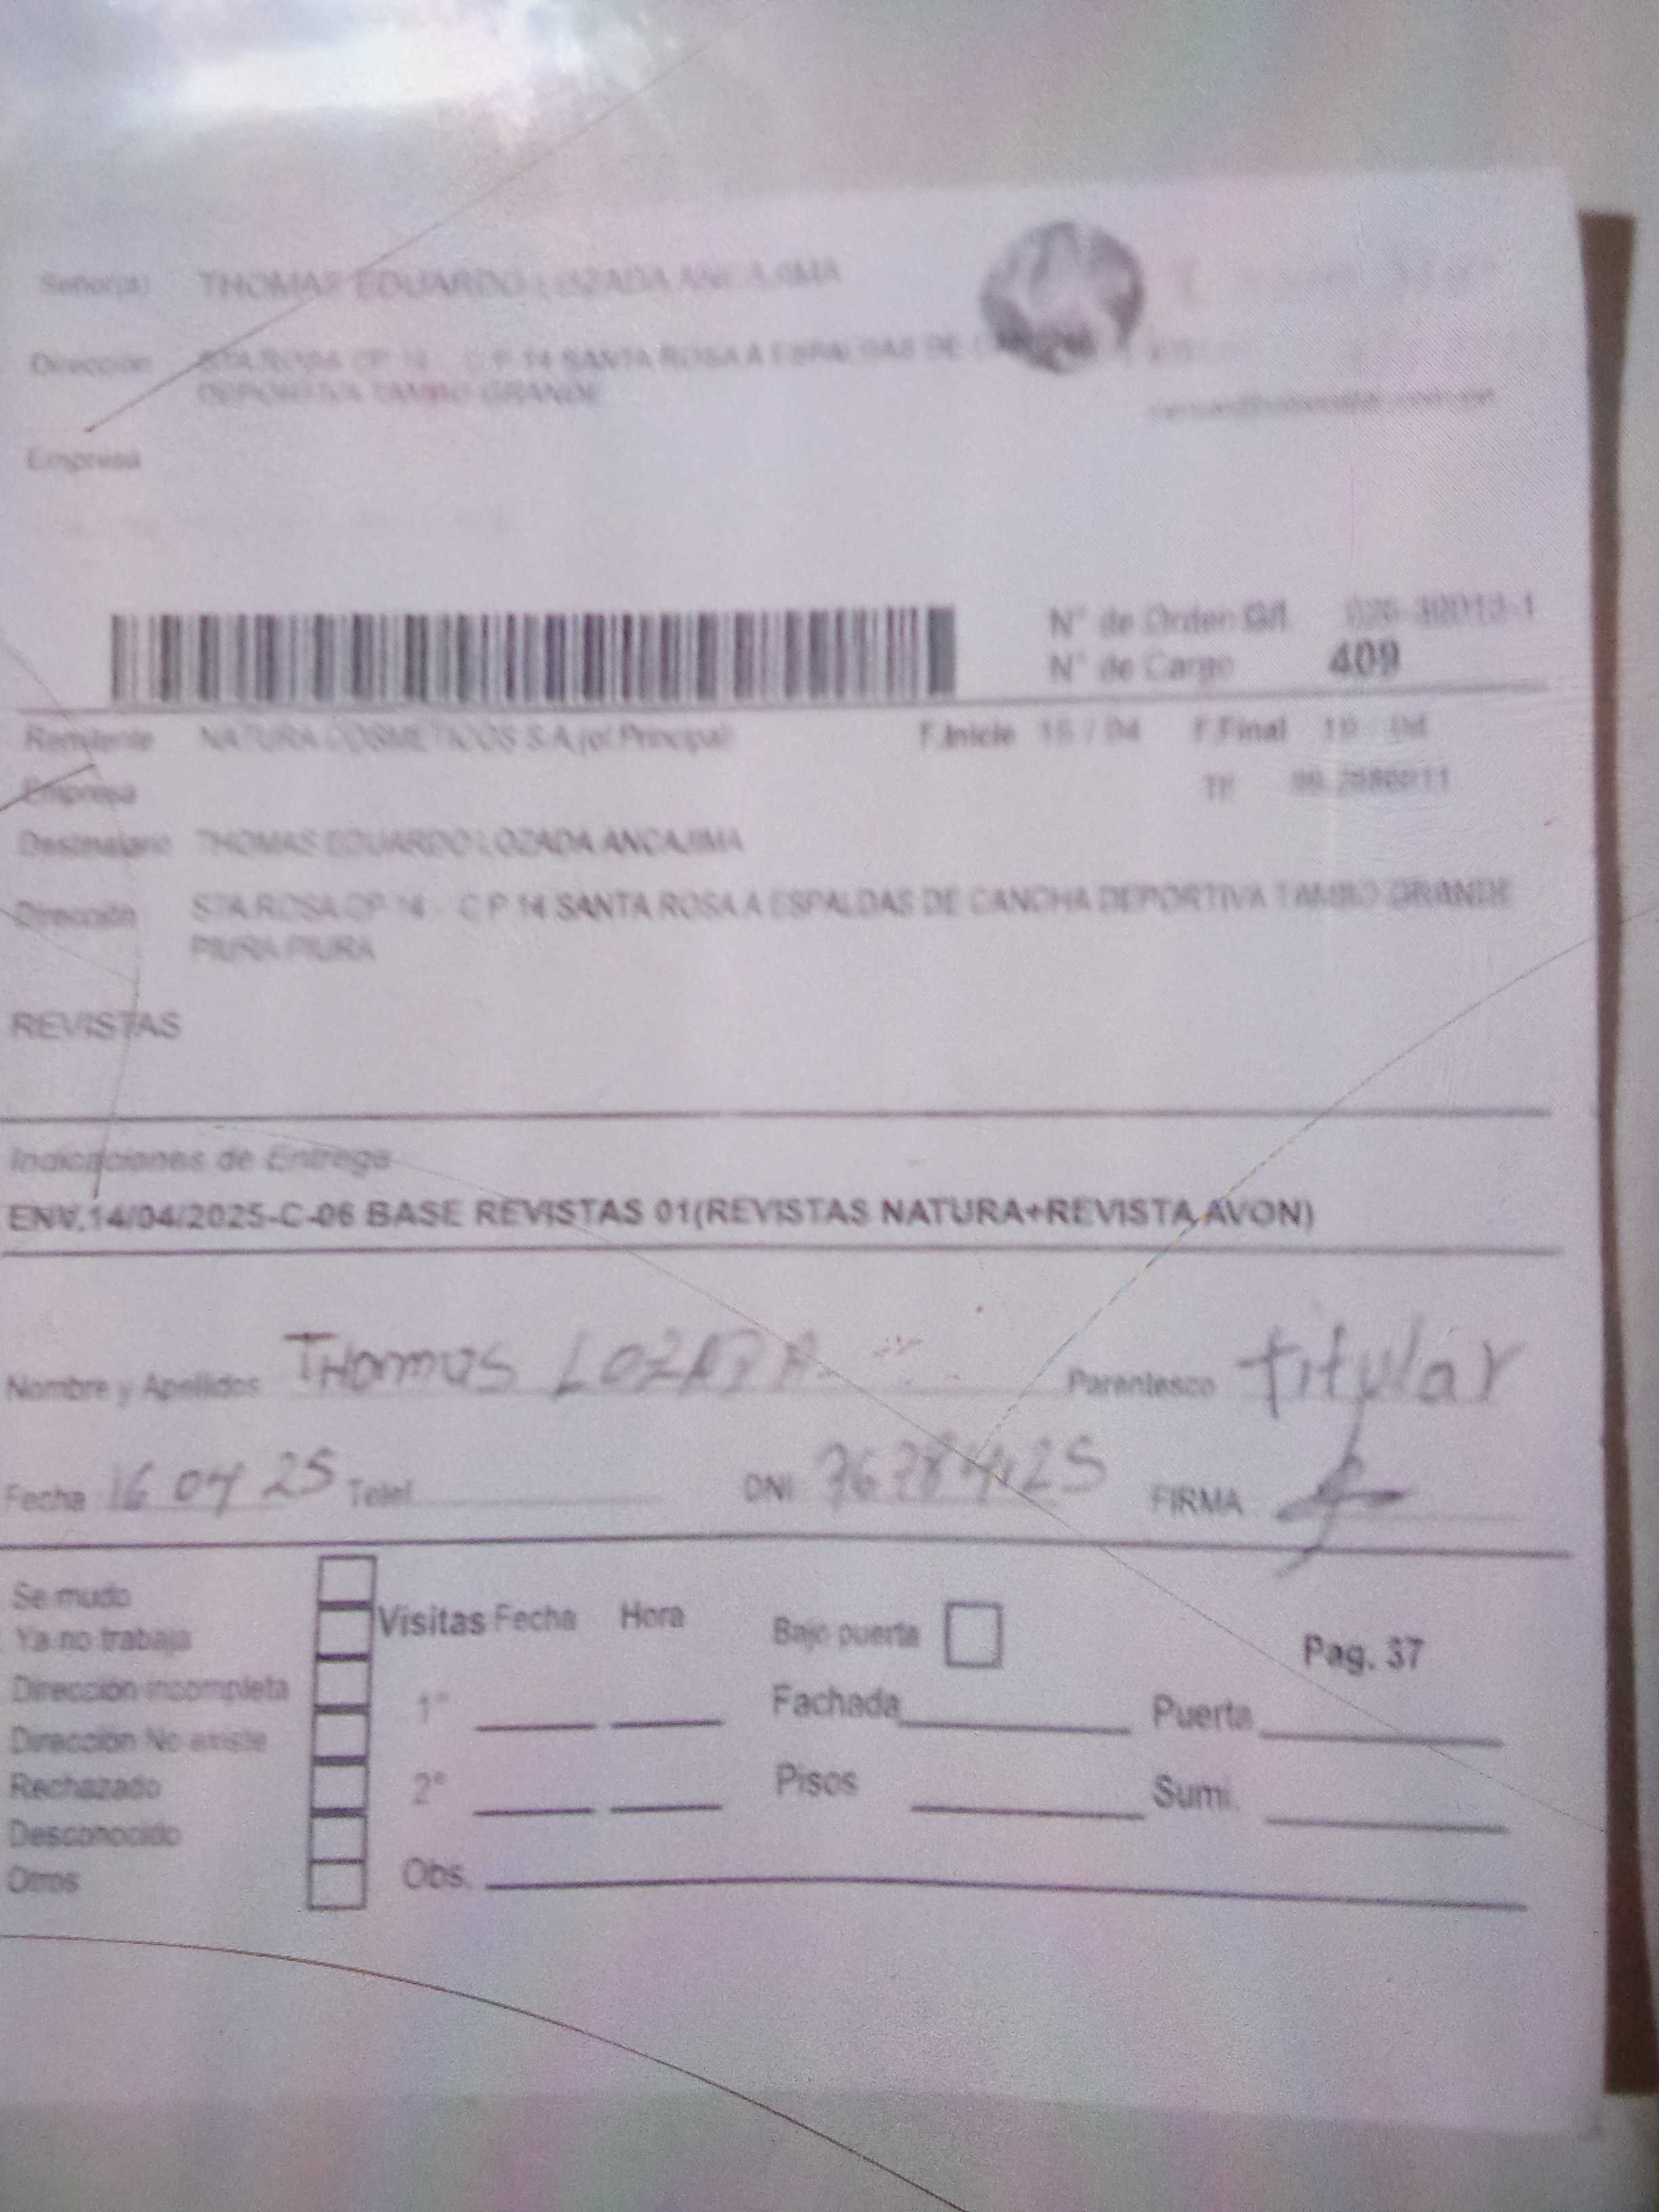 Señor(a) THOMAS EDUARDO LOZADA ANCAJIMA
Dirección STA ROSA CP 14 - C P 14 SANTA ROSA A ESPALDAS DE CANCHA
DEPORTIVA TAMBO GRANDE
Empresa
N° de Orden G/I.
N° de Cargo 409
Remitente NATURA COSMETICOS S.A.(of.Principal) F.Inicio 15 / 04 F.Final 19 / 04
Empresa Tlf
Destinatario THOMAS EDUARDO LOZADA ANCAJIMA
Dirección STA ROSA CP 14 - C P 14 SANTA ROSA A ESPALDAS DE CANCHA DEPORTIVA TAMBO GRANDE
PIURA PIURA
REVISTAS
Indicaciones de Entrega
ENV.14/04/2025-C-06 BASE REVISTAS 01(REVISTAS NATURA+REVISTA AVON)
Nombre y Apellidos THomas LOZADA Parentesco titular
Fecha 16 04 25 Telef. DNI FIRMA
Se mudo
Ya no trabaja
Dirección incompleta
Dirección No existe
Rechazado
Desconocido
Otros
Visitas Fecha Hora
1°
2°
Obs.
Bajo puerta
Fachada
Pisos
Pag. 37
Puerta
Sumi.